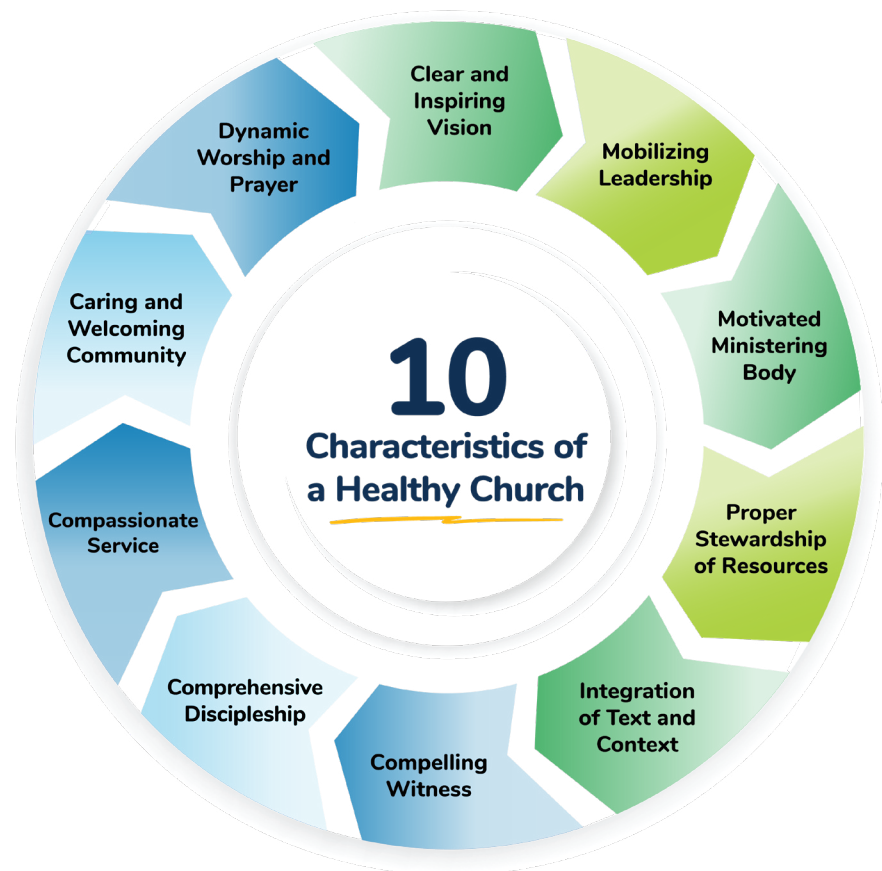 10
Characteristics of
a Healthy Church
Clear and
Inspiring
Vision
Mobilizing
Leadership
Motivated
Ministering
Body
Proper
Stewardship
of Resources
Integration
of Text and
Context
Compelling
Witness
Comprehensive
Discipleship
Compassionate
Service
Caring and
Welcoming
Community
Dynamic
Worship and
Prayer